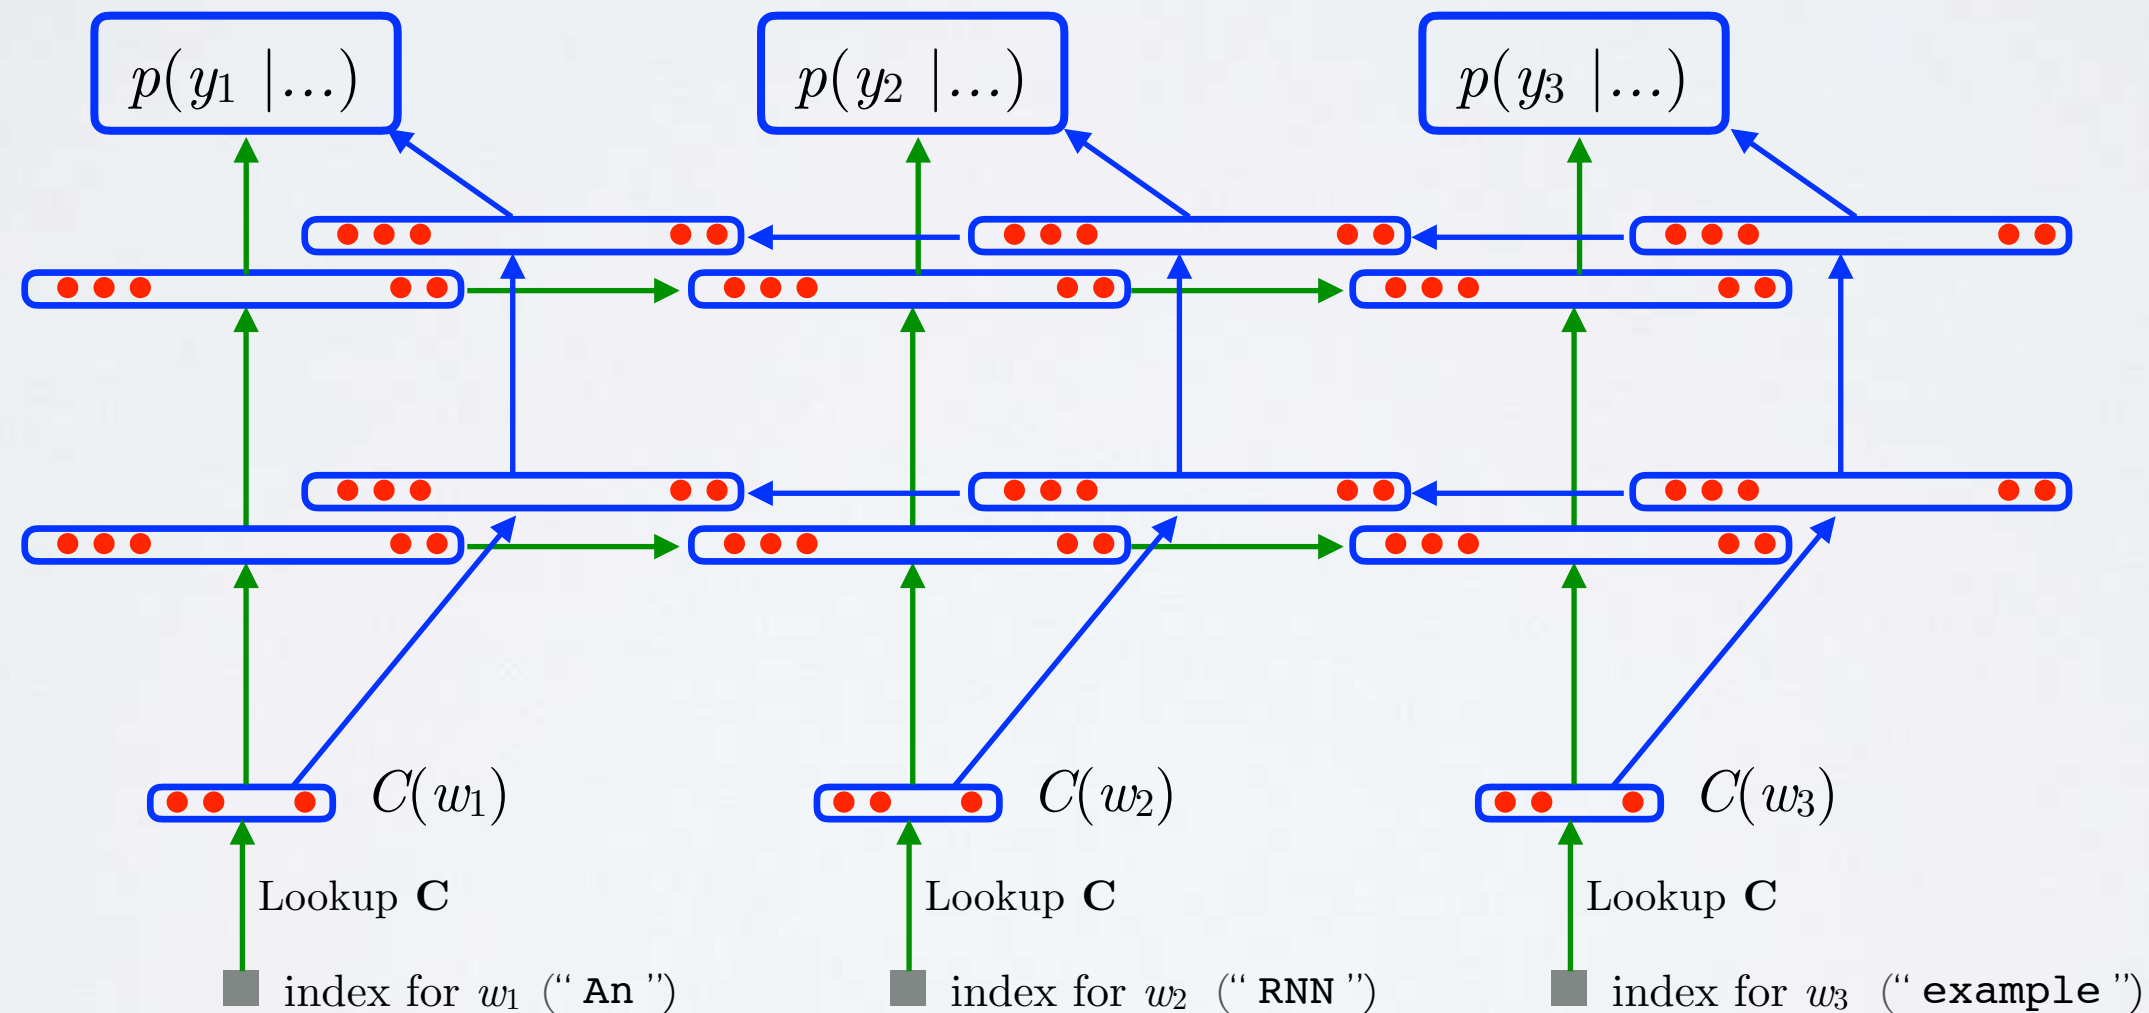 p(y₁ |...) p(y₂ |...) p(y₃ |...)
C(w₁) C(w₂) C(w₃)
Lookup C Lookup C Lookup C
index for w₁ (“ An ”) index for w₂ (“ RNN ”) index for w₃ (“ example ”)